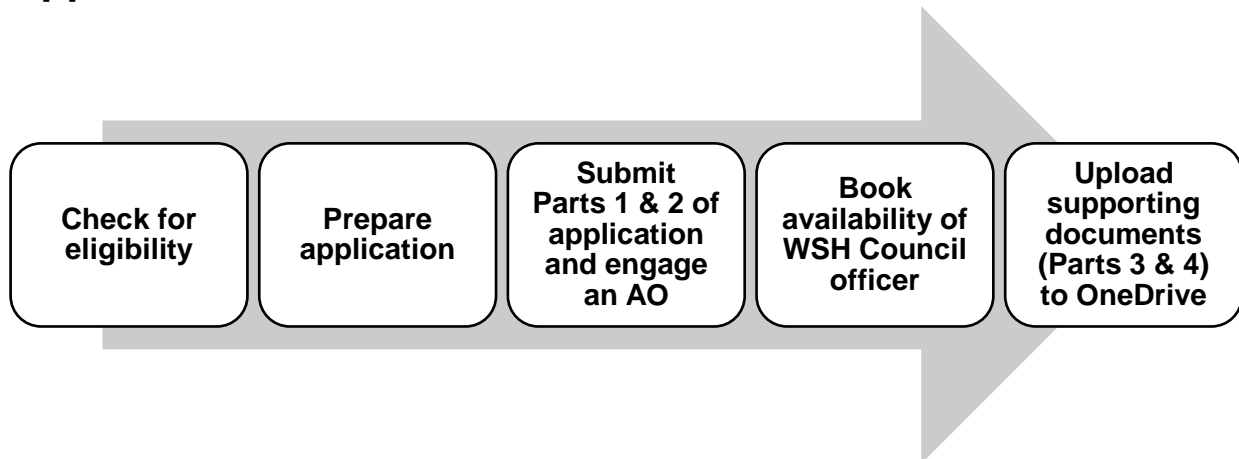 Check for
eligibility
Prepare
application
Submit
Parts 1 & 2 of
application
and engage
an AO
Book
availability of
WSH Council
officer
Upload
supporting
documents
(Parts 3 & 4)
to OneDrive